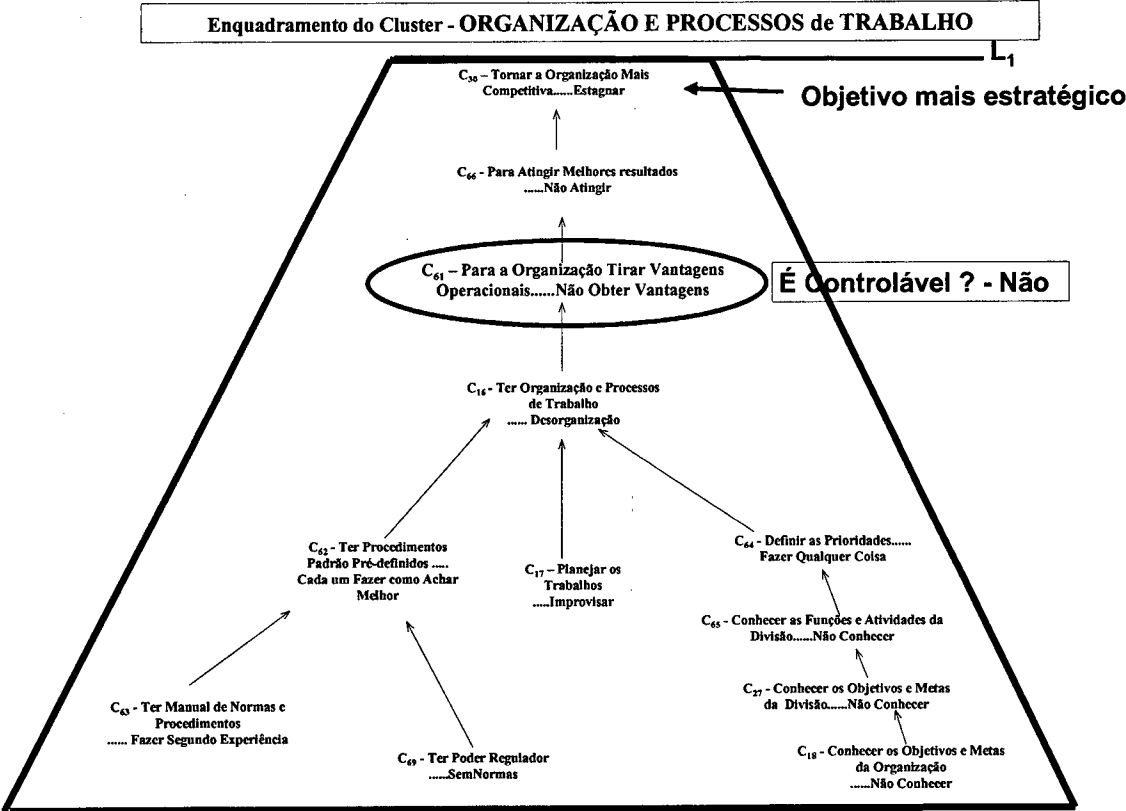 Enquadramento do Cluster - ORGANIZAÇÃO E PROCESSOS de TRABALHO
L₁
C₃₈ – Tornar a Organização Mais
Competitiva......Estagnar
Objetivo mais estratégico
C₆₆ - Para Atingir Melhores resultados
......Não Atingir
C₆₁ – Para a Organização Tirar Vantagens
Operacionais......Não Obter Vantagens
É Controlável ? - Não
C₁₆ - Ter Organização e Processos
de Trabalho
...... Desorganização
C₆₂ - Ter Procedimentos
Padrão Pré-definidos .....
Cada um Fazer como Achar
Melhor
C₁₇ – Planejar os
Trabalhos
.....Improvisar
C₆₄ - Definir as Prioridades......
Fazer Qualquer Coisa
C₆₅ - Conhecer as Funções e Atividades da
Divisão......Não Conhecer
C₂₇ - Conhecer os Objetivos e Metas
da Divisão......Não Conhecer
C₆₃ - Ter Manual de Normas e
Procedimentos
...... Fazer Segundo Experiência
C₆₉ - Ter Poder Regulador
......SemNormas
C₁₈ - Conhecer os Objetivos e Metas
da Organização
......Não Conhecer